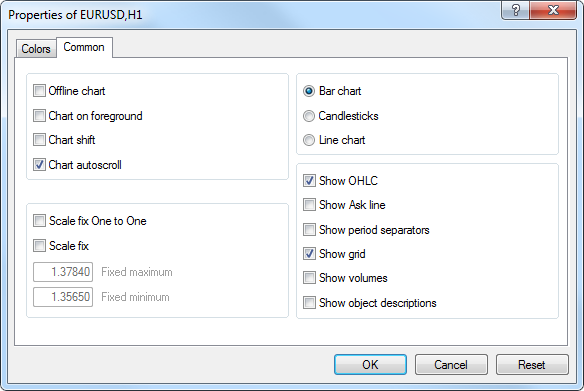 Properties of EURUSD,H1
Colors
Common
Offline chart
Chart on foreground
Chart shift
Chart autoscroll
Scale fix One to One
Scale fix
1.37840 Fixed maximum
1.35650 Fixed minimum
Bar chart
Candlesticks
Line chart
Show OHLC
Show Ask line
Show period separators
Show grid
Show volumes
Show object descriptions
OK
Cancel
Reset